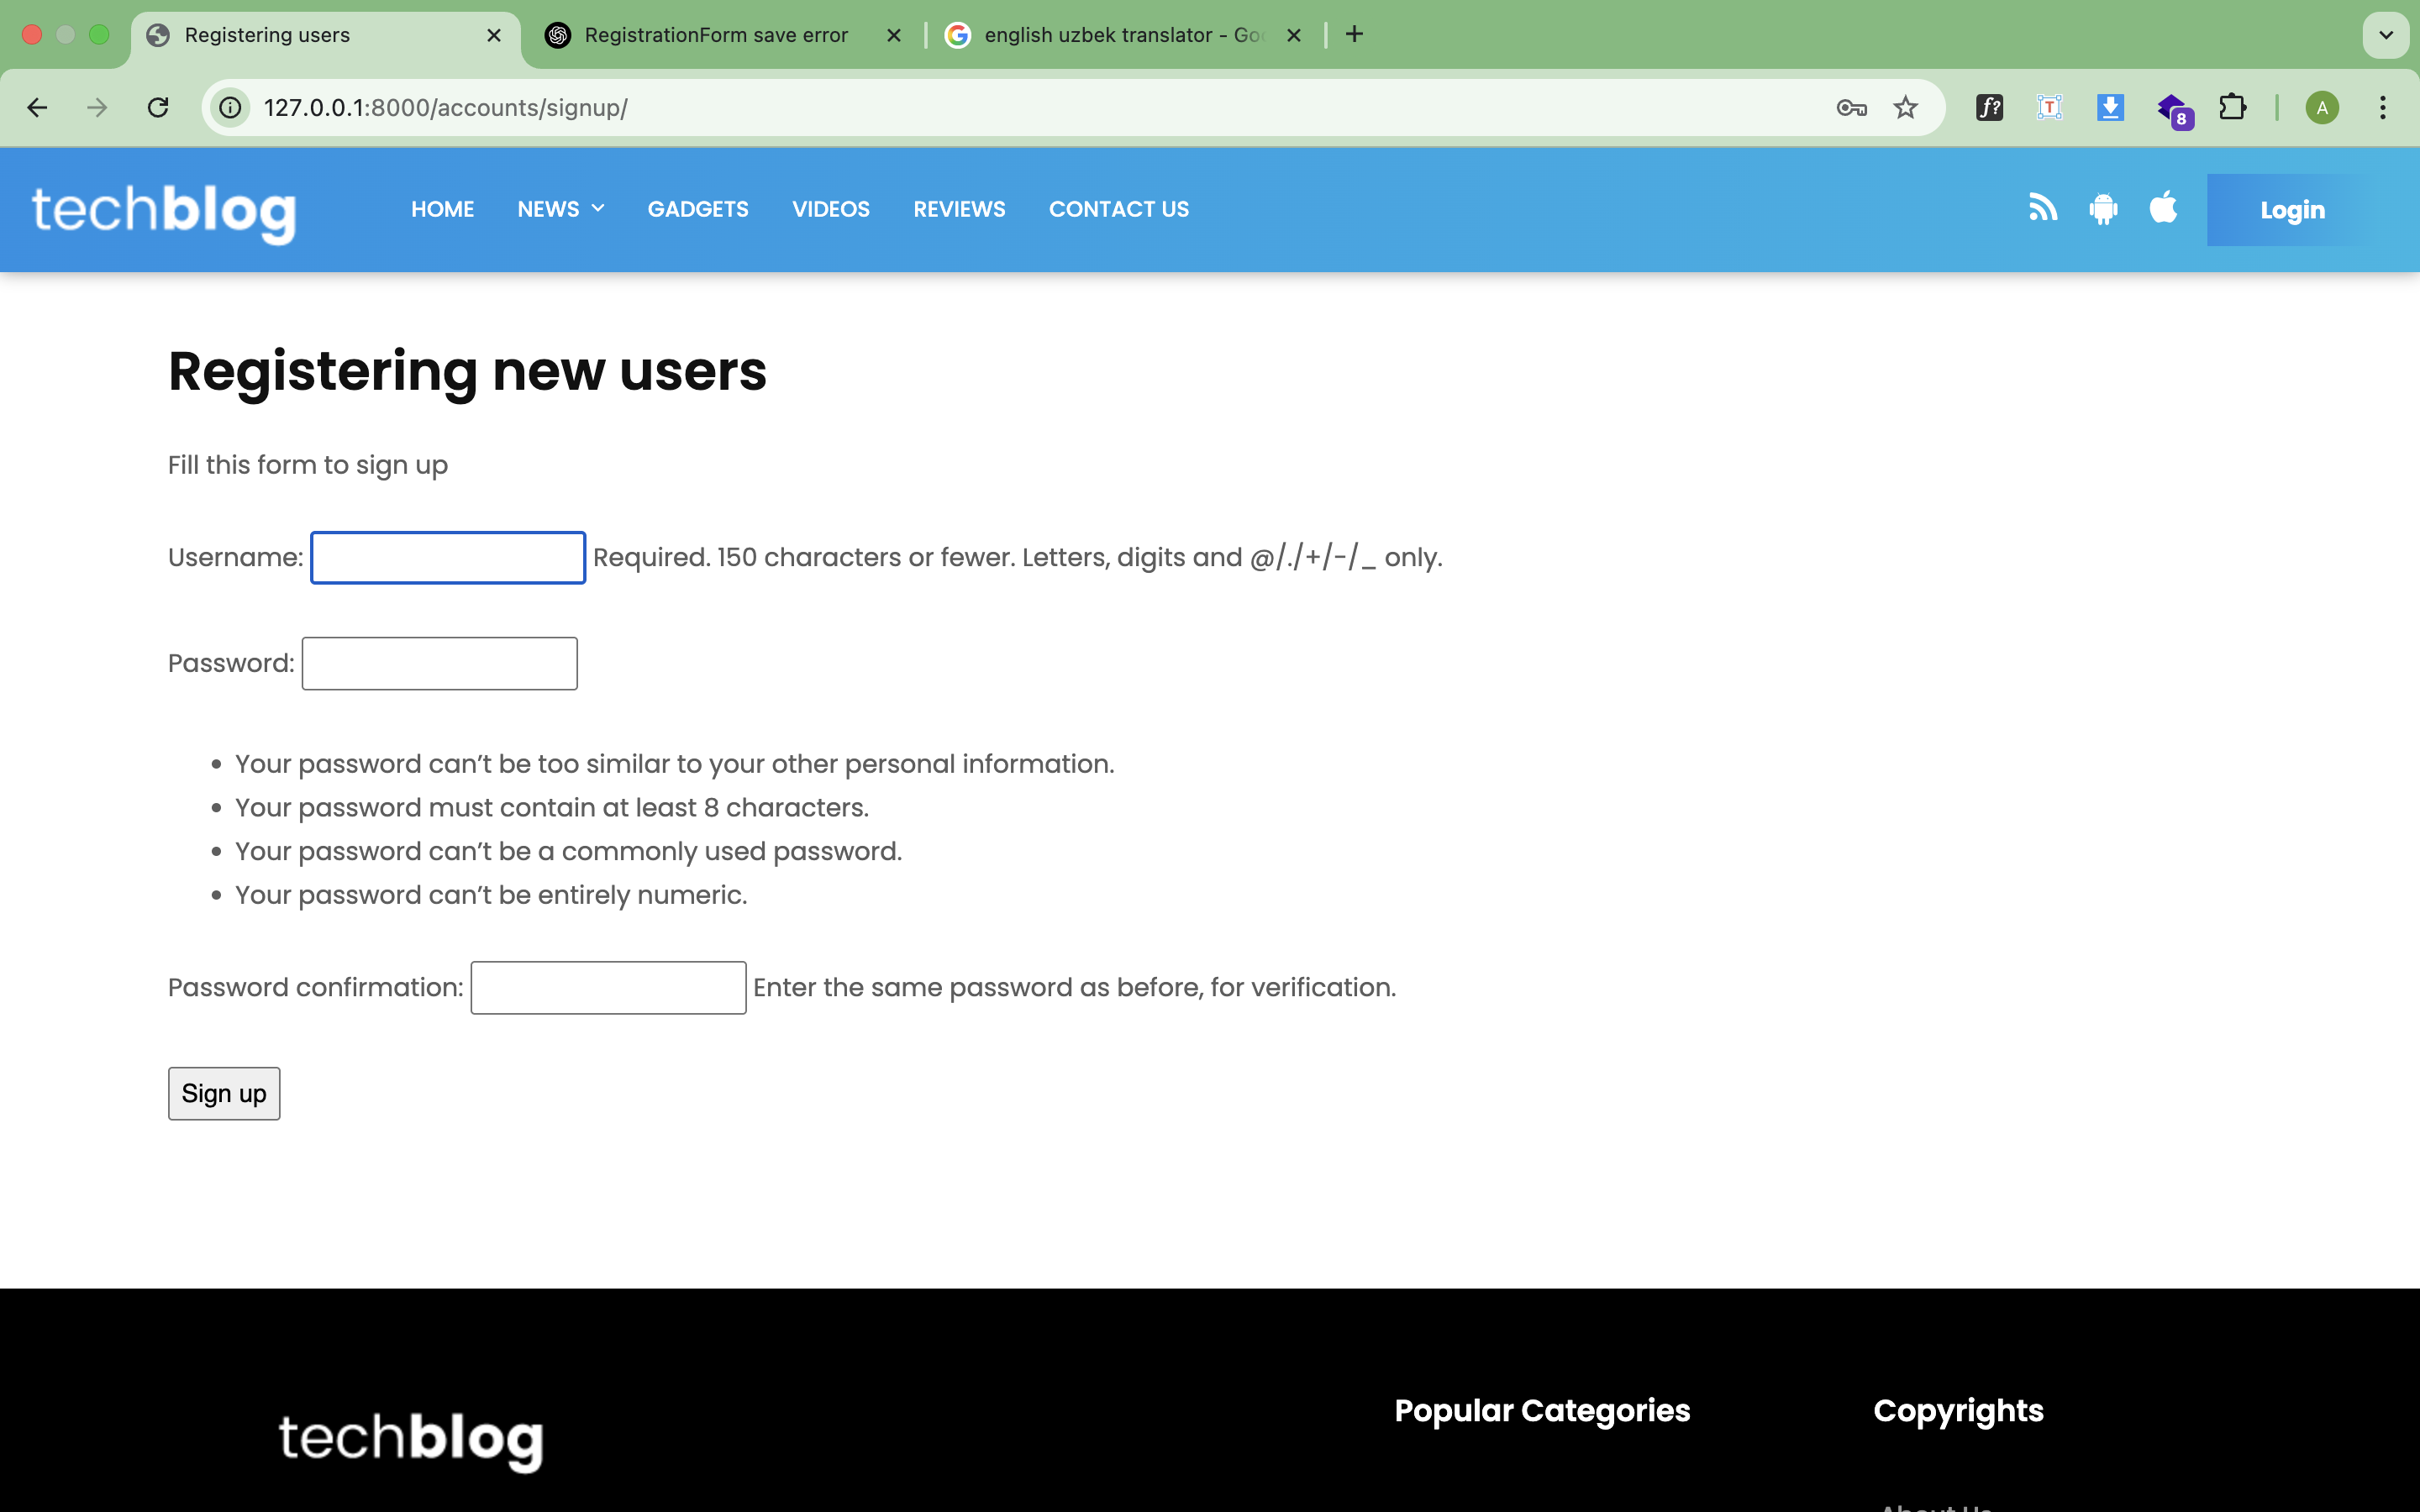 Registering users
RegistrationForm save error
english uzbek translator - Go
127.0.0.1:8000/accounts/signup/
f?
T
8
A
techblog
HOME
NEWS
GADGETS
VIDEOS
REVIEWS
CONTACT US
Login
Registering new users
Fill this form to sign up
Username:
Required. 150 characters or fewer. Letters, digits and @/./+/-/_ only.
Password:
Your password can’t be too similar to your other personal information.
Your password must contain at least 8 characters.
Your password can’t be a commonly used password.
Your password can’t be entirely numeric.
Password confirmation:
Enter the same password as before, for verification.
Sign up
techblog
Popular Categories
Copyrights
About Us